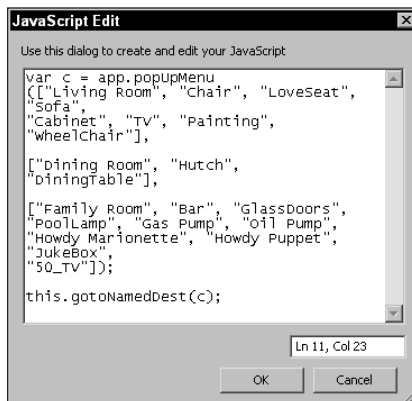 JavaScript Edit
Use this dialog to create and edit your JavaScript
var c = app.popUpMenu
(["Living Room", "Chair", "LoveSeat",
"Sofa",
"Cabinet", "TV", "Painting",
"WheelChair"],
["Dining Room", "Hutch",
"DiningTable"],
["Family Room", "Bar", "GlassDoors",
"PoolLamp", "Gas Pump", "Oil Pump",
"Howdy Marionette", "Howdy Puppet",
"JukeBox",
"50_TV"]);
this.gotoNamedDest(c);
Ln 11, Col 23
OK Cancel